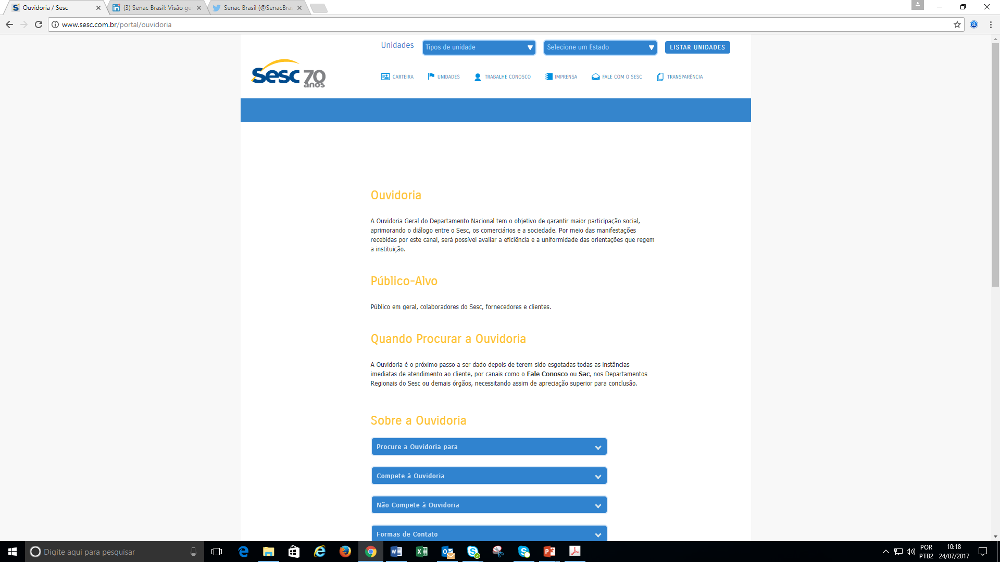 Ouvidoria / Sesc
(3) Senac Brasil: Visão ge
Senac Brasil (@SenacBra
www.sesc.com.br/portal/ouvidoria
Unidades
Tipos de unidade
Selecione um Estado
LISTAR UNIDADES
Sesc 70 anos
CARTEIRA
UNIDADES
TRABALHE CONOSCO
IMPRENSA
FALE COM O SESC
TRANSPARÊNCIA
Ouvidoria
A Ouvidoria Geral do Departamento Nacional tem o objetivo de garantir maior participação social,
aprimorando o diálogo entre o Sesc, os comerciários e a sociedade. Por meio das manifestações
recebidas por este canal, será possível avaliar a eficiência e a uniformidade das orientações que regem
a instituição.
Público-Alvo
Público em geral, colaboradores do Sesc, fornecedores e clientes.
Quando Procurar a Ouvidoria
A Ouvidoria é o próximo passo a ser dado depois de terem sido esgotadas todas as instâncias
imediatas de atendimento ao cliente, por canais como o Fale Conosco ou Sac, nos Departamentos
Regionais do Sesc ou demais órgãos, necessitando assim de apreciação superior para conclusão.
Sobre a Ouvidoria
Procure a Ouvidoria para
Compete à Ouvidoria
Não Compete à Ouvidoria
Formas de Contato
Digite aqui para pesquisar
POR
PTB2
10:18
24/07/2017